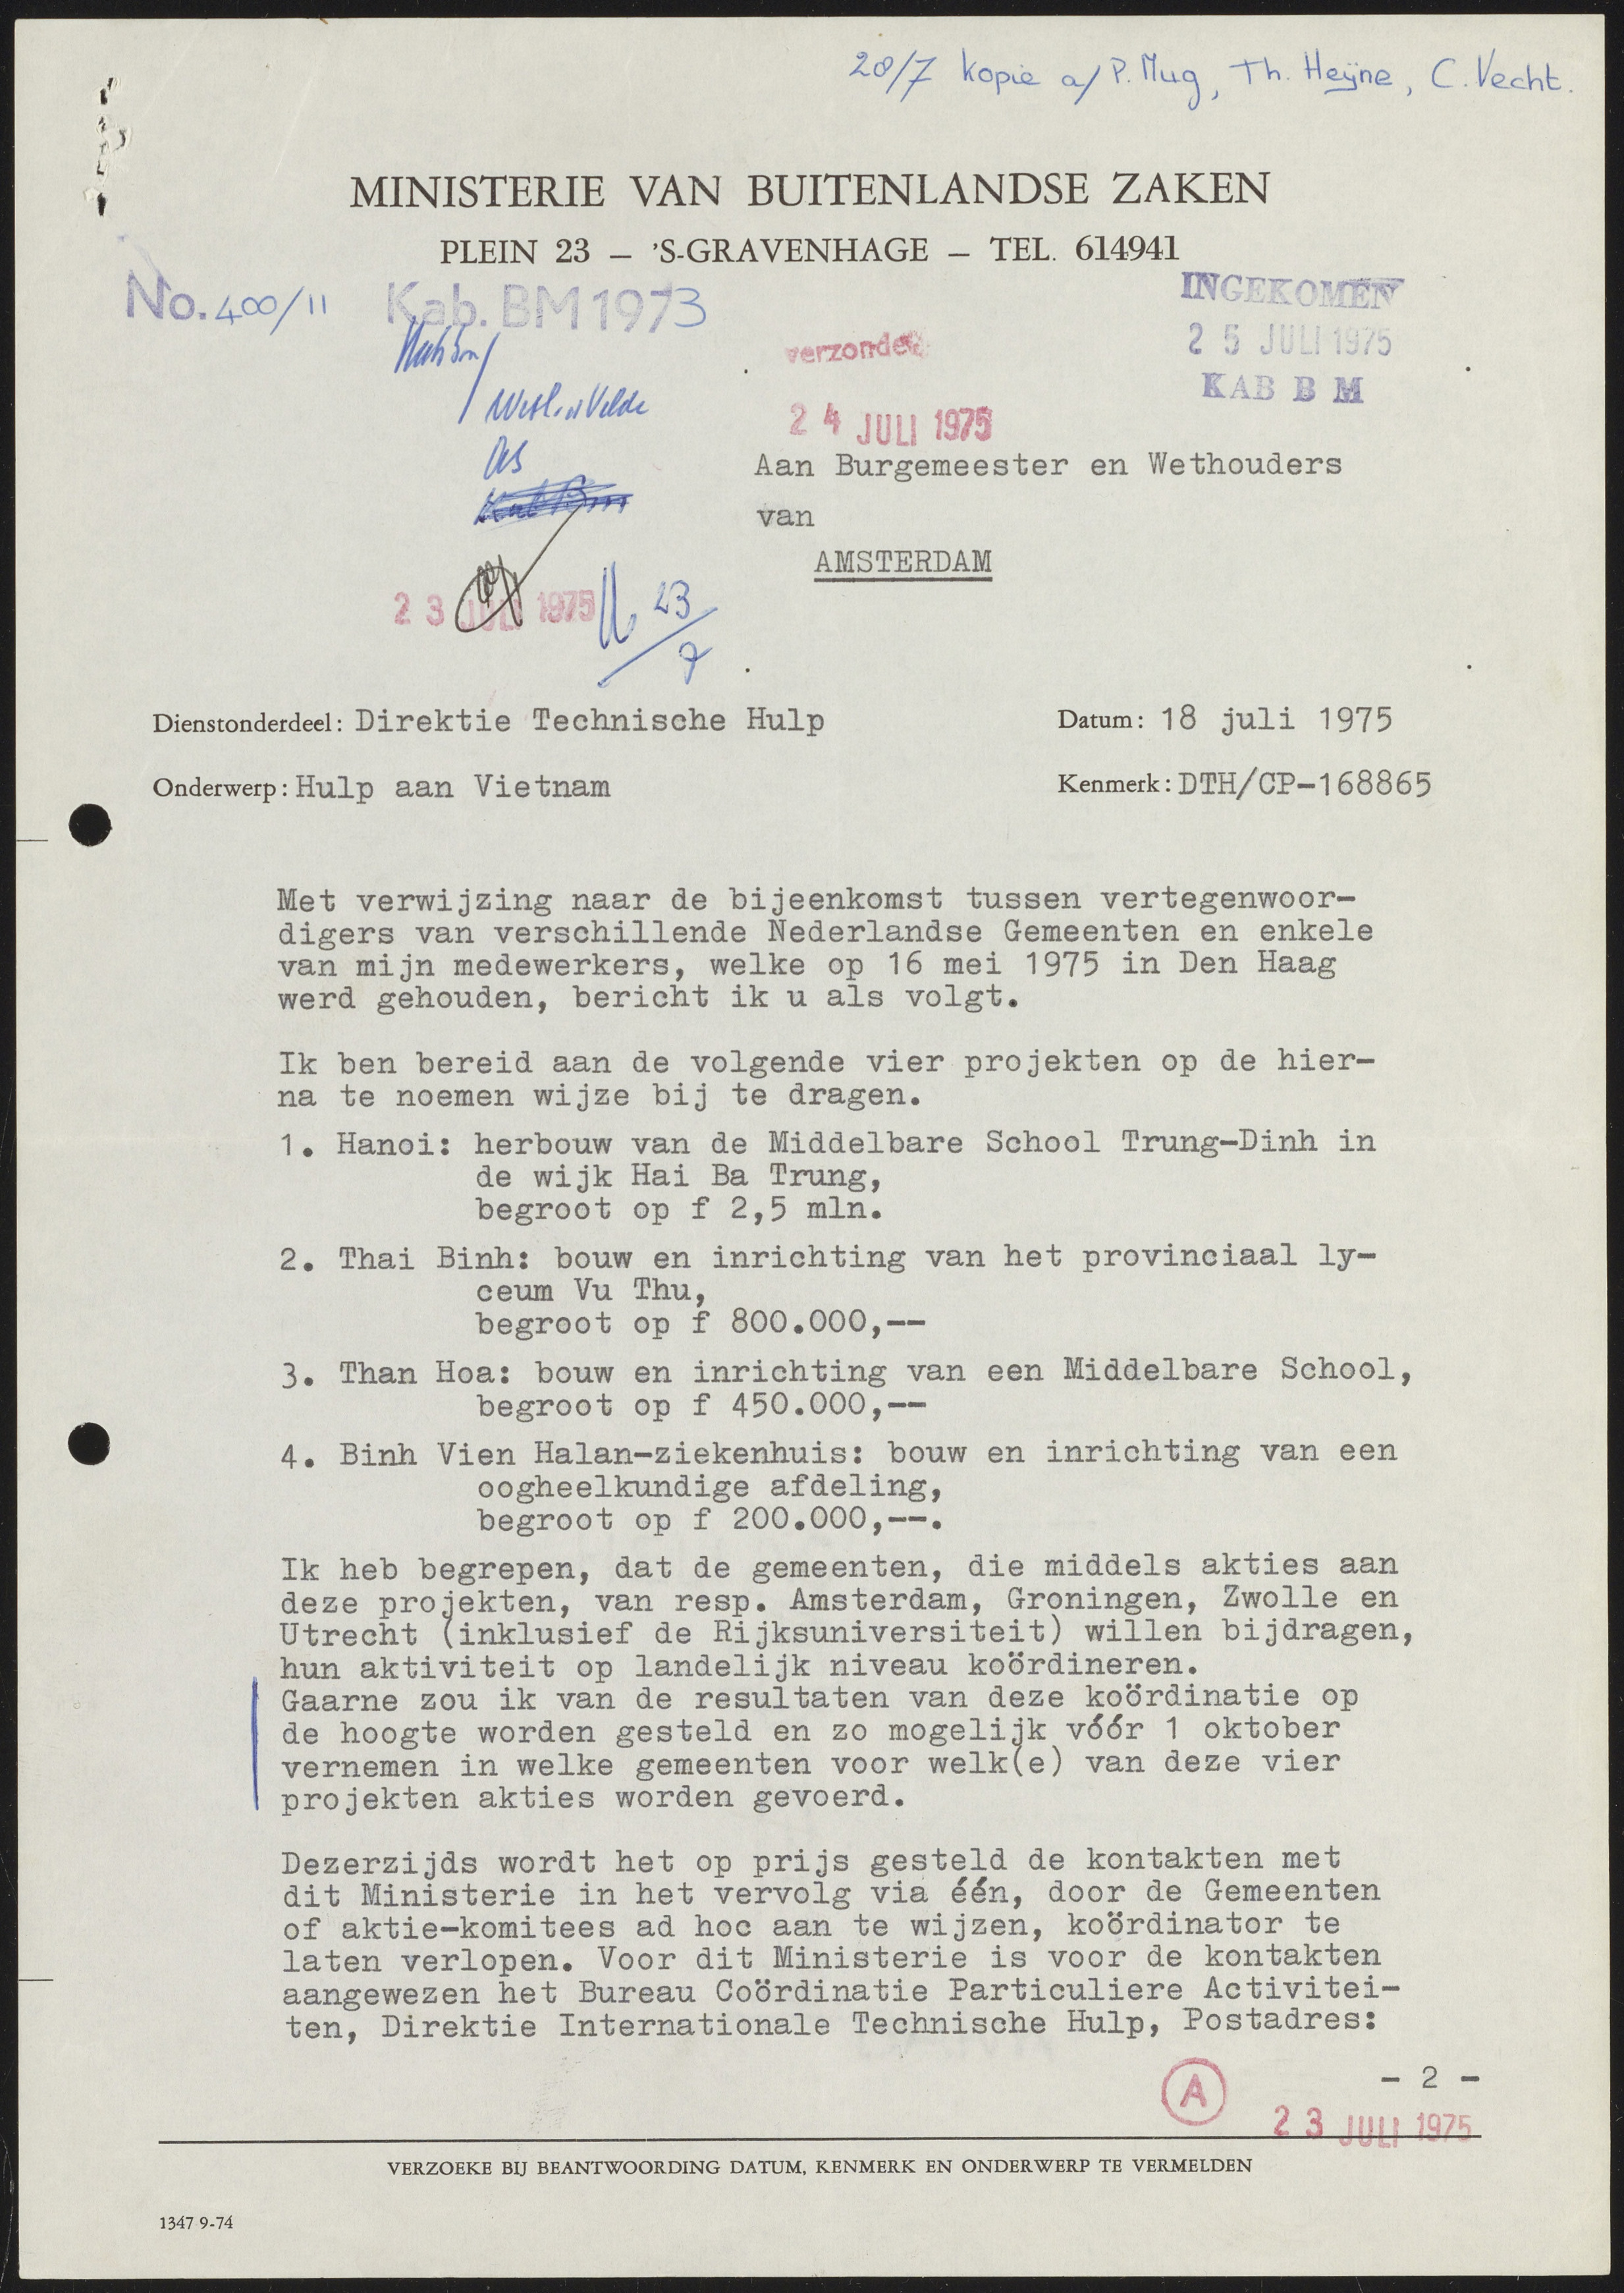 28/7 kopie a/ P. Mug, Th. Heijne, C. Vecht.
MINISTERIE VAN BUITENLANDSE ZAKEN
PLEIN 23 – 'S-GRAVENHAGE – TEL. 614941
No. 400/11 Kab. BM 1973
INGEKOMEN
25 JULI 1975
KAB B M
verzonden
24 JULI 1975
Aan Burgemeester en Wethouders
van
AMSTERDAM
23 JULI 1975
23/7
Dienstonderdeel: Direktie Technische Hulp
Datum: 18 juli 1975
Onderwerp: Hulp aan Vietnam
Kenmerk: DTH/CP-168865
Met verwijzing naar de bijeenkomst tussen vertegenwoor-
digers van verschillende Nederlandse Gemeenten en enkele
van mijn medewerkers, welke op 16 mei 1975 in Den Haag
werd gehouden, bericht ik u als volgt.
Ik ben bereid aan de volgende vier projekten op de hier-
na te noemen wijze bij te dragen.
1. Hanoi: herbouw van de Middelbare School Trung-Dinh in
de wijk Hai Ba Trung,
begroot op f 2,5 mln.
2. Thai Binh: bouw en inrichting van het provinciaal ly-
ceum Vu Thu,
begroot op f 800.000,--
3. Than Hoa: bouw en inrichting van een Middelbare School,
begroot op f 450.000,--
4. Binh Vien Halan-ziekenhuis: bouw en inrichting van een
oogheelkundige afdeling,
begroot op f 200.000,--.
Ik heb begrepen, dat de gemeenten, die middels akties aan
deze projekten, van resp. Amsterdam, Groningen, Zwolle en
Utrecht (inklusief de Rijksuniversiteit) willen bijdragen,
hun aktiviteit op landelijk niveau koördineren.
Gaarne zou ik van de resultaten van deze koördinatie op
de hoogte worden gesteld en zo mogelijk vóór 1 oktober
vernemen in welke gemeenten voor welk(e) van deze vier
projekten akties worden gevoerd.
Dezerzijds wordt het op prijs gesteld de kontakten met
dit Ministerie in het vervolg via één, door de Gemeenten
of aktie-komitees ad hoc aan te wijzen, koördinator te
laten verlopen. Voor dit Ministerie is voor de kontakten
aangewezen het Bureau Coördinatie Particuliere Activitei-
ten, Direktie Internationale Technische Hulp, Postadres:
- 2 -
A
23 JULI 1975
VERZOEKE BIJ BEANTWOORDING DATUM, KENMERK EN ONDERWERP TE VERMELDEN
1347 9-74